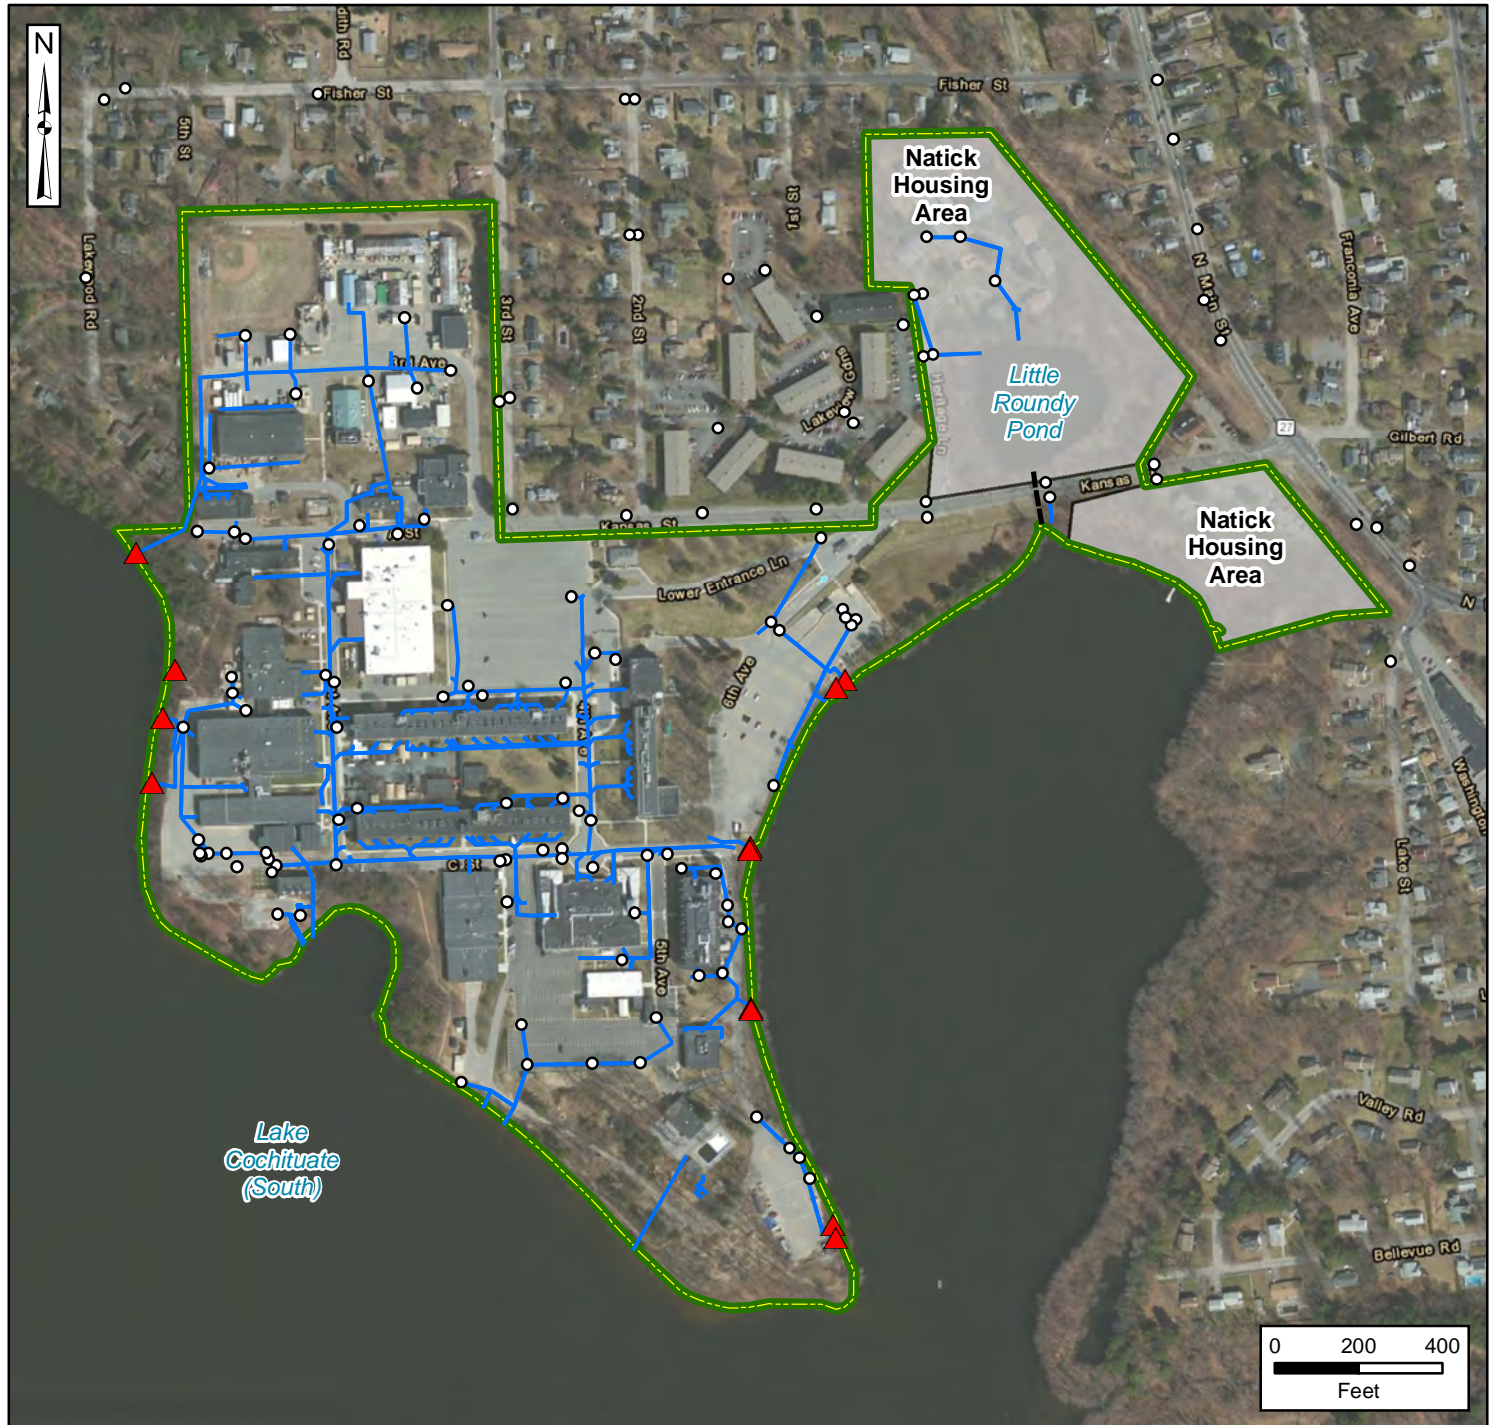 N
Fisher St
Fisher St
5th St
Lakewood Rd
3rd St
2nd St
1st St
Natick
Housing
Area
N Main St
Franconia Ave
3rd Ave
Lakeview Gdns
Heritage Ln
Little
Roundy
Pond
27
Gilbert Rd
Kansas St
Kansas
Natick
Housing
Area
Lower Entrance Ln
6th Ave
C St
5th Ave
Lake St
Washington
Valley Rd
Bellevue Rd
Lake
Cochituate
(South)
0 200 400
Feet